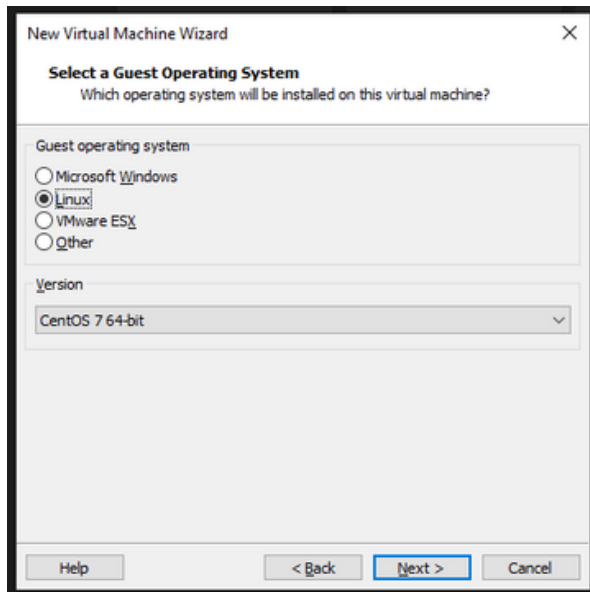 New Virtual Machine Wizard
Select a Guest Operating System
Which operating system will be installed on this virtual machine?
Guest operating system
Microsoft Windows
Linux
VMware ESX
Other
Version
CentOS 7 64-bit
Help
< Back
Next >
Cancel